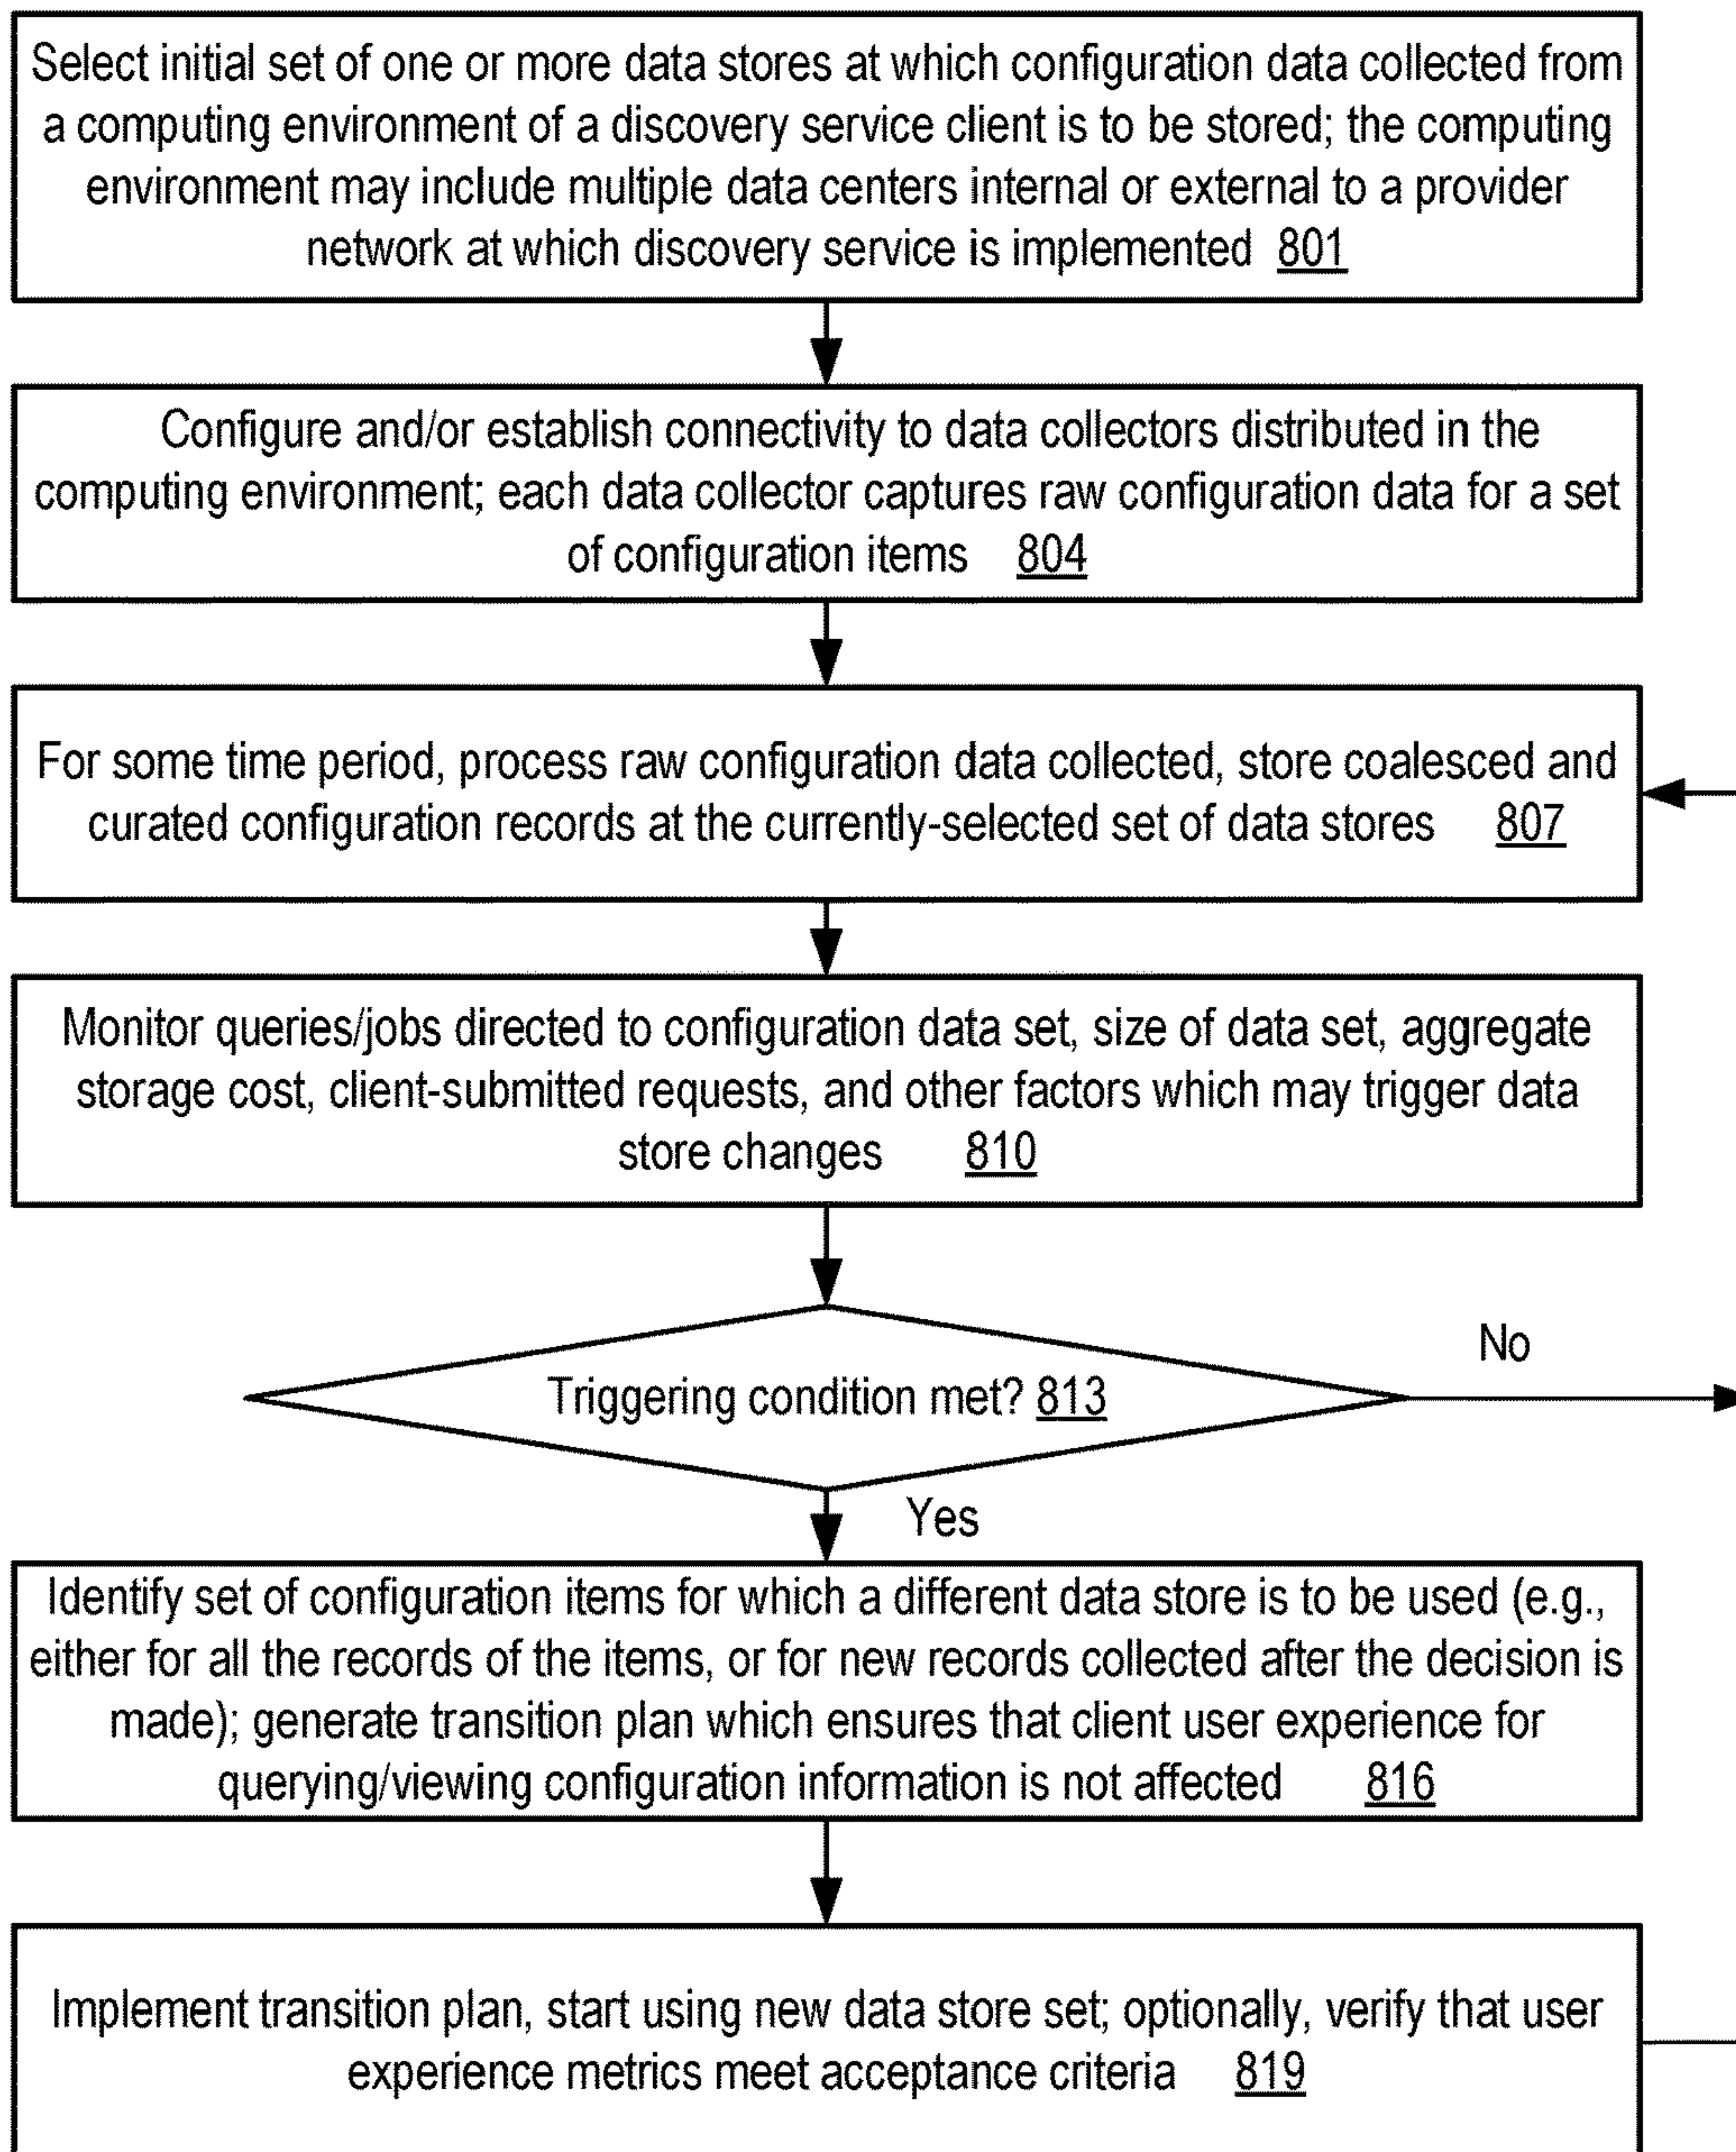 Select initial set of one or more data stores at which configuration data collected from
a computing environment of a discovery service client is to be stored; the computing
environment may include multiple data centers internal or external to a provider
network at which discovery service is implemented 801
Configure and/or establish connectivity to data collectors distributed in the
computing environment; each data collector captures raw configuration data for a set
of configuration items 804
For some time period, process raw configuration data collected, store coalesced and
curated configuration records at the currently-selected set of data stores 807
Monitor queries/jobs directed to configuration data set, size of data set, aggregate
storage cost, client-submitted requests, and other factors which may trigger data
store changes 810
No
Triggering condition met? 813
Yes
Identify set of configuration items for which a different data store is to be used (e.g.,
either for all the records of the items, or for new records collected after the decision is
made); generate transition plan which ensures that client user experience for
querying/viewing configuration information is not affected 816
Implement transition plan, start using new data store set; optionally, verify that user
experience metrics meet acceptance criteria 819